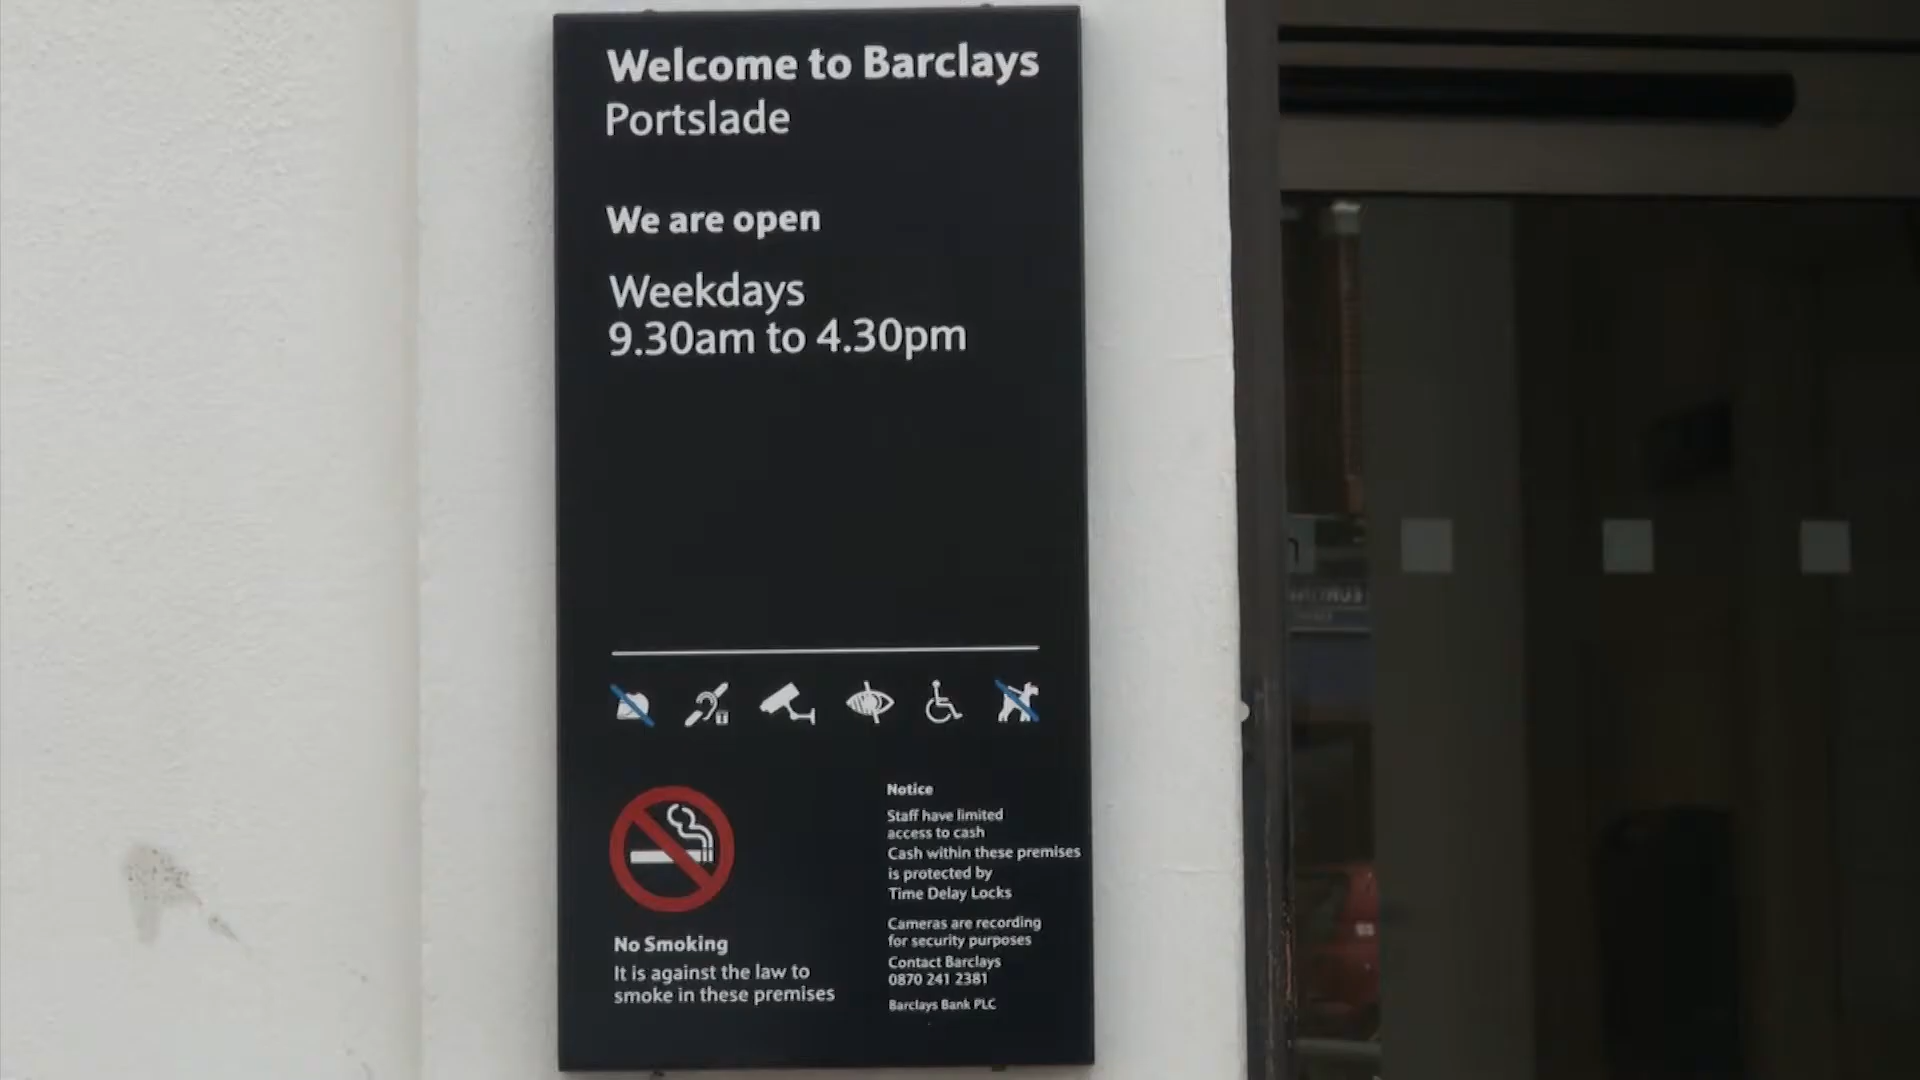 Welcome to Barclays
Portslade
We are open
Weekdays
9.30am to 4.30pm
No Smoking
It is against the law to
smoke in these premises
Notice
Staff have limited
access to cash
Cash within these premises
is protected by
Time Delay Locks
Cameras are recording
for security purposes
Contact Barclays
0870 241 2381
Barclays Bank PLC